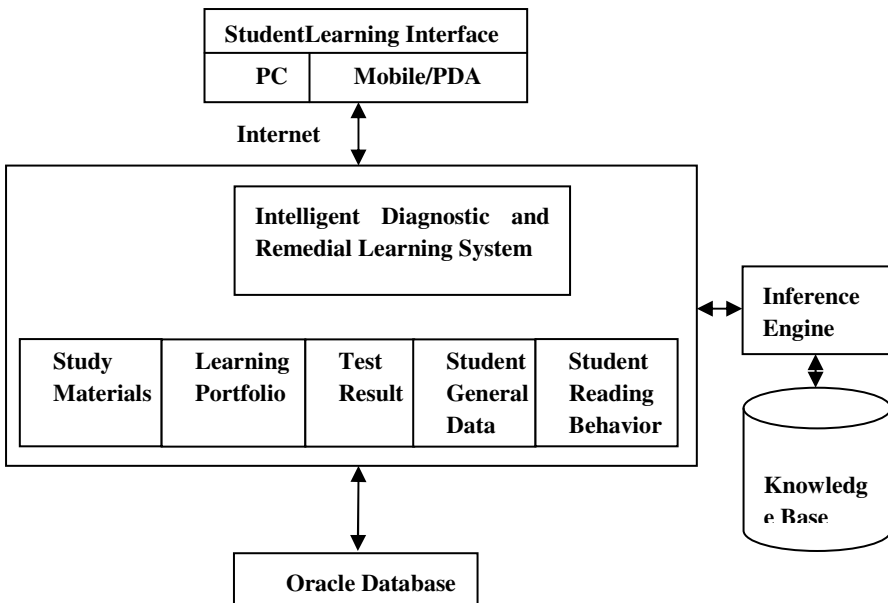 StudentLearning Interface
PC Mobile/PDA
Internet
Intelligent Diagnostic and
Remedial Learning System
Inference
Engine
Study
Materials
Learning
Portfolio
Test
Result
Student
General
Data
Student
Reading
Behavior
Knowledg
e Base
Oracle Database